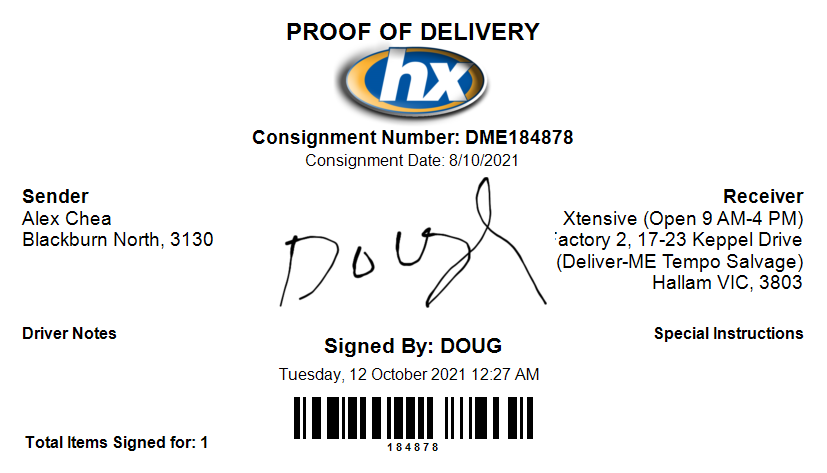 PROOF OF DELIVERY
hx
Consignment Number: DME184878
Consignment Date: 8/10/2021
Sender
Alex Chea
Blackburn North, 3130
Doug
Receiver
Xtensive (Open 9 AM-4 PM)
actory 2, 17-23 Keppel Drive
(Deliver-ME Tempo Salvage)
Hallam VIC, 3803
Driver Notes
Signed By: DOUG
Special Instructions
Tuesday, 12 October 2021 12:27 AM
184878
Total Items Signed for: 1